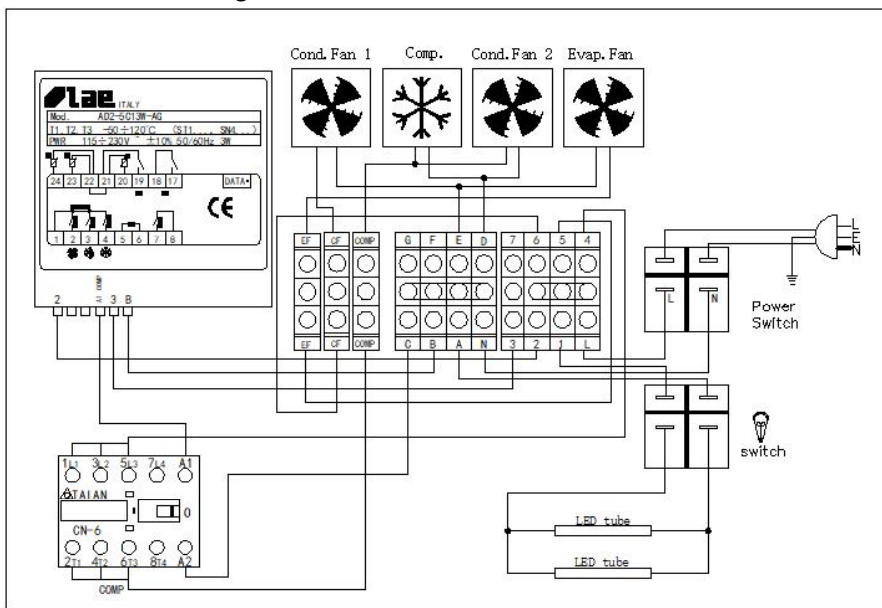 Cond.Fan 1 Comp. Cond.Fan 2 Evap.Fan
lae ITALY
Mod. AD2-5C13W-AG
T1, T2, T3 -50÷120℃ (ST1..., SN4...)
PWR 115÷230V~ ±10% 50/60Hz 3W
24 23 22 21 20 19 18 17 DATA
CE
1 2 3 4 5 6 7 8
2 A1 COMP 3 B
EF CF COMP G F E D 7 6 5 4
EF CF COMP C B A N 3 2 1 L
L
E
N
L N
Power
Switch
switch
1L1 3L2 5L3 7L4 A1
TAIAN
0
CN-6
2T1 4T2 6T3 8T4 A2
COMP
LED tube
LED tube